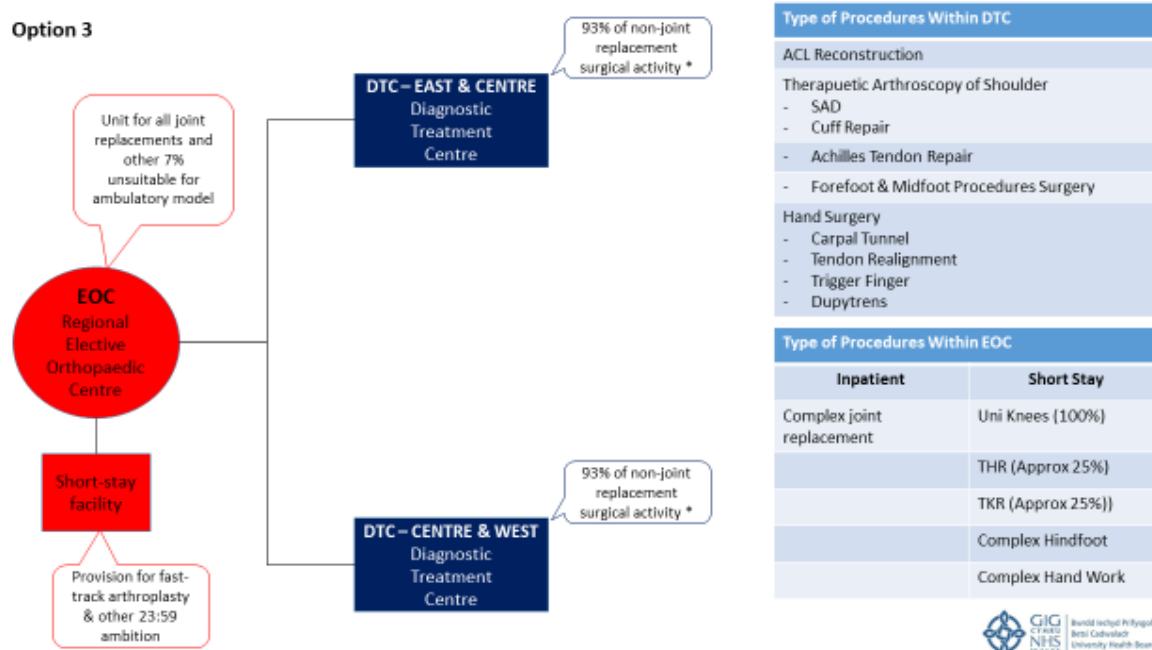 Option 3
93% of non-joint
replacement
surgical activity *
DTC – EAST & CENTRE
Diagnostic
Treatment
Centre
Unit for all joint
replacements and
other 7%
unsuitable for
ambulatory model
EOC
Regional
Elective
Orthopaedic
Centre
Short-stay
facility
Provision for fast-
track arthroplasty
& other 23:59
ambition
93% of non-joint
replacement
surgical activity *
DTC – CENTRE & WEST
Diagnostic
Treatment
Centre
Type of Procedures Within DTC
ACL Reconstruction
Therapuetic Arthroscopy of Shoulder
- SAD
- Cuff Repair
- Achilles Tendon Repair
- Forefoot & Midfoot Procedures Surgery
Hand Surgery
- Carpal Tunnel
- Tendon Realignment
- Trigger Finger
- Dupytrens
Type of Procedures Within EOC
Inpatient Short Stay
Complex joint
replacement
Uni Knees (100%)
THR (Approx 25%)
TKR (Approx 25%))
Complex Hindfoot
Complex Hand Work
GIG
CYMRU
NHS
Bwrdd Iechyd Prifysgol
Betsi Cadwaladr
University Health Board